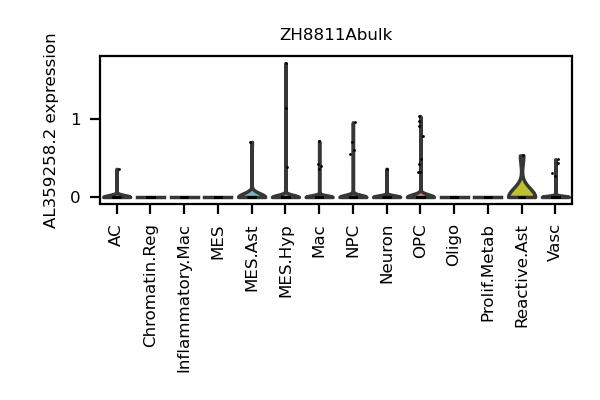 ZH8811Abulk
AL359258.2 expression
1
0
AC
Chromatin.Reg
Inflammatory.Mac
MES
MES.Ast
MES.Hyp
Mac
NPC
Neuron
OPC
Oligo
Prolif.Metab
Reactive.Ast
Vasc